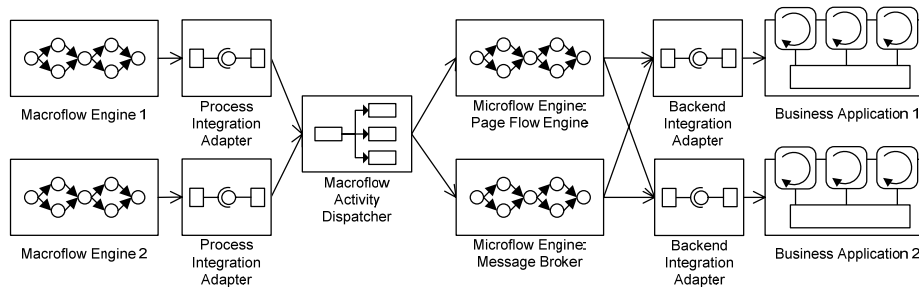 Macroflow Engine 1
Process
Integration
Adapter
Macroflow
Activity
Dispatcher
Microflow Engine:
Page Flow Engine
Backend
Integration
Adapter
Business Application 1
Macroflow Engine 2
Process
Integration
Adapter
Microflow Engine:
Message Broker
Backend
Integration
Adapter
Business Application 2